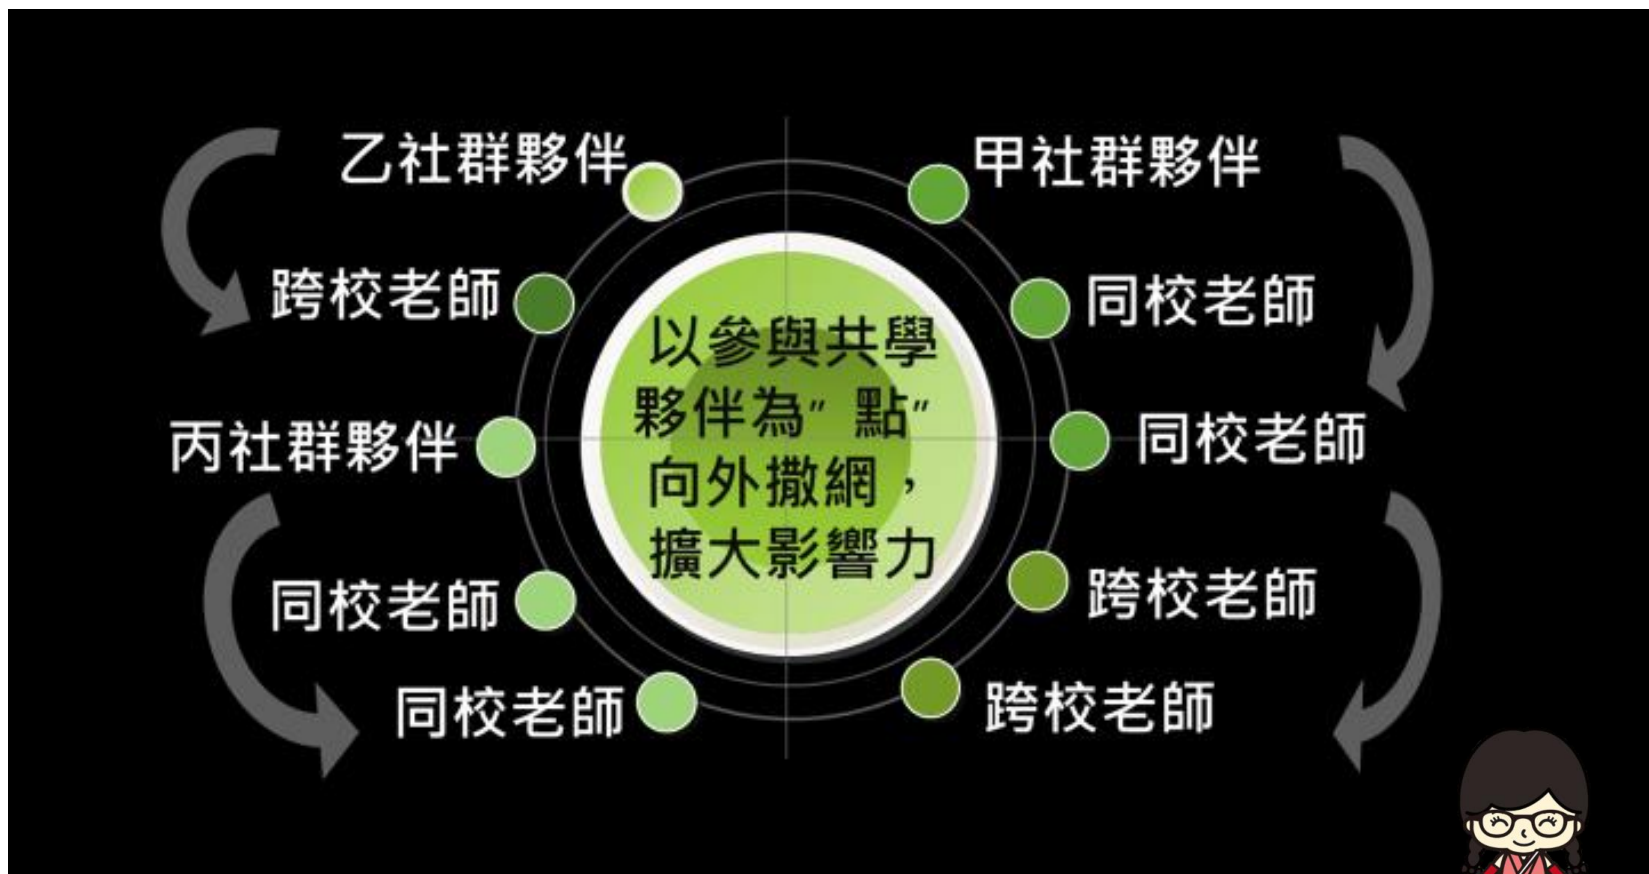 乙社群夥伴
甲社群夥伴
跨校老師
同校老師
以參與共學
夥伴為"點"
向外撒網，
擴大影響力
丙社群夥伴
同校老師
同校老師
跨校老師
同校老師
跨校老師